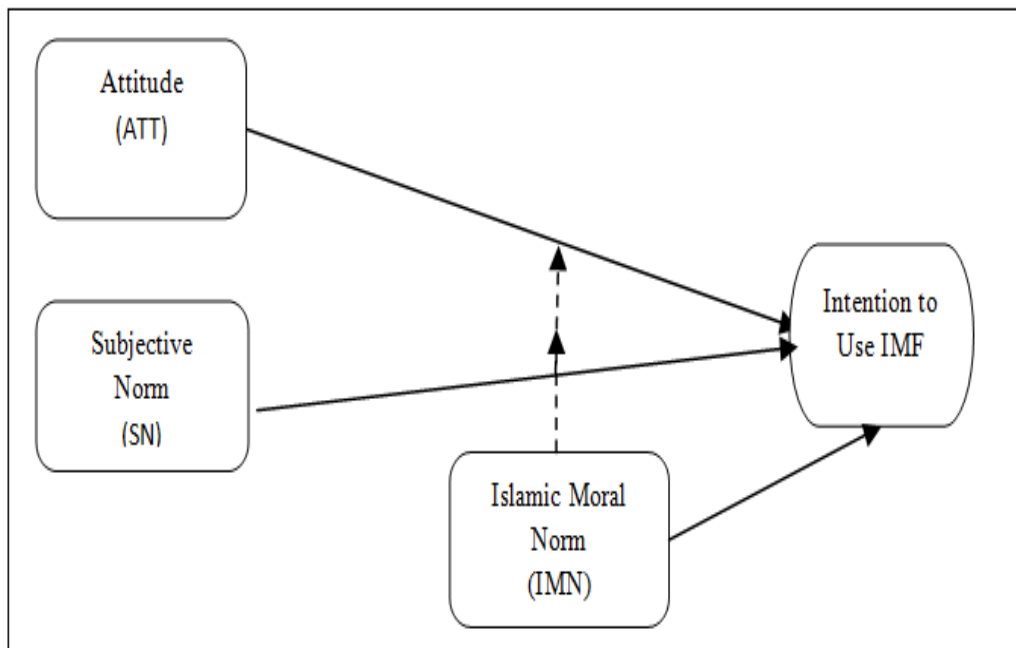 Attitude
(ATT)
Subjective
Norm
(SN)
Islamic Moral
Norm
(IMN)
Intention to
Use IMF